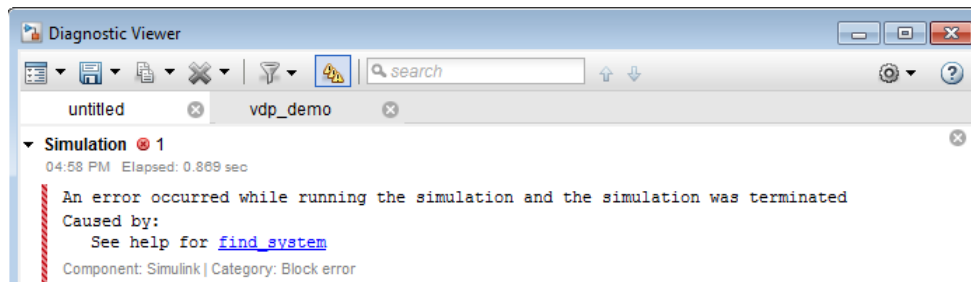 Diagnostic Viewer
search
untitled vdp_demo
Simulation 1
04:58 PM Elapsed: 0.869 sec
An error occurred while running the simulation and the simulation was terminated
Caused by:
See help for find_system
Component: Simulink | Category: Block error